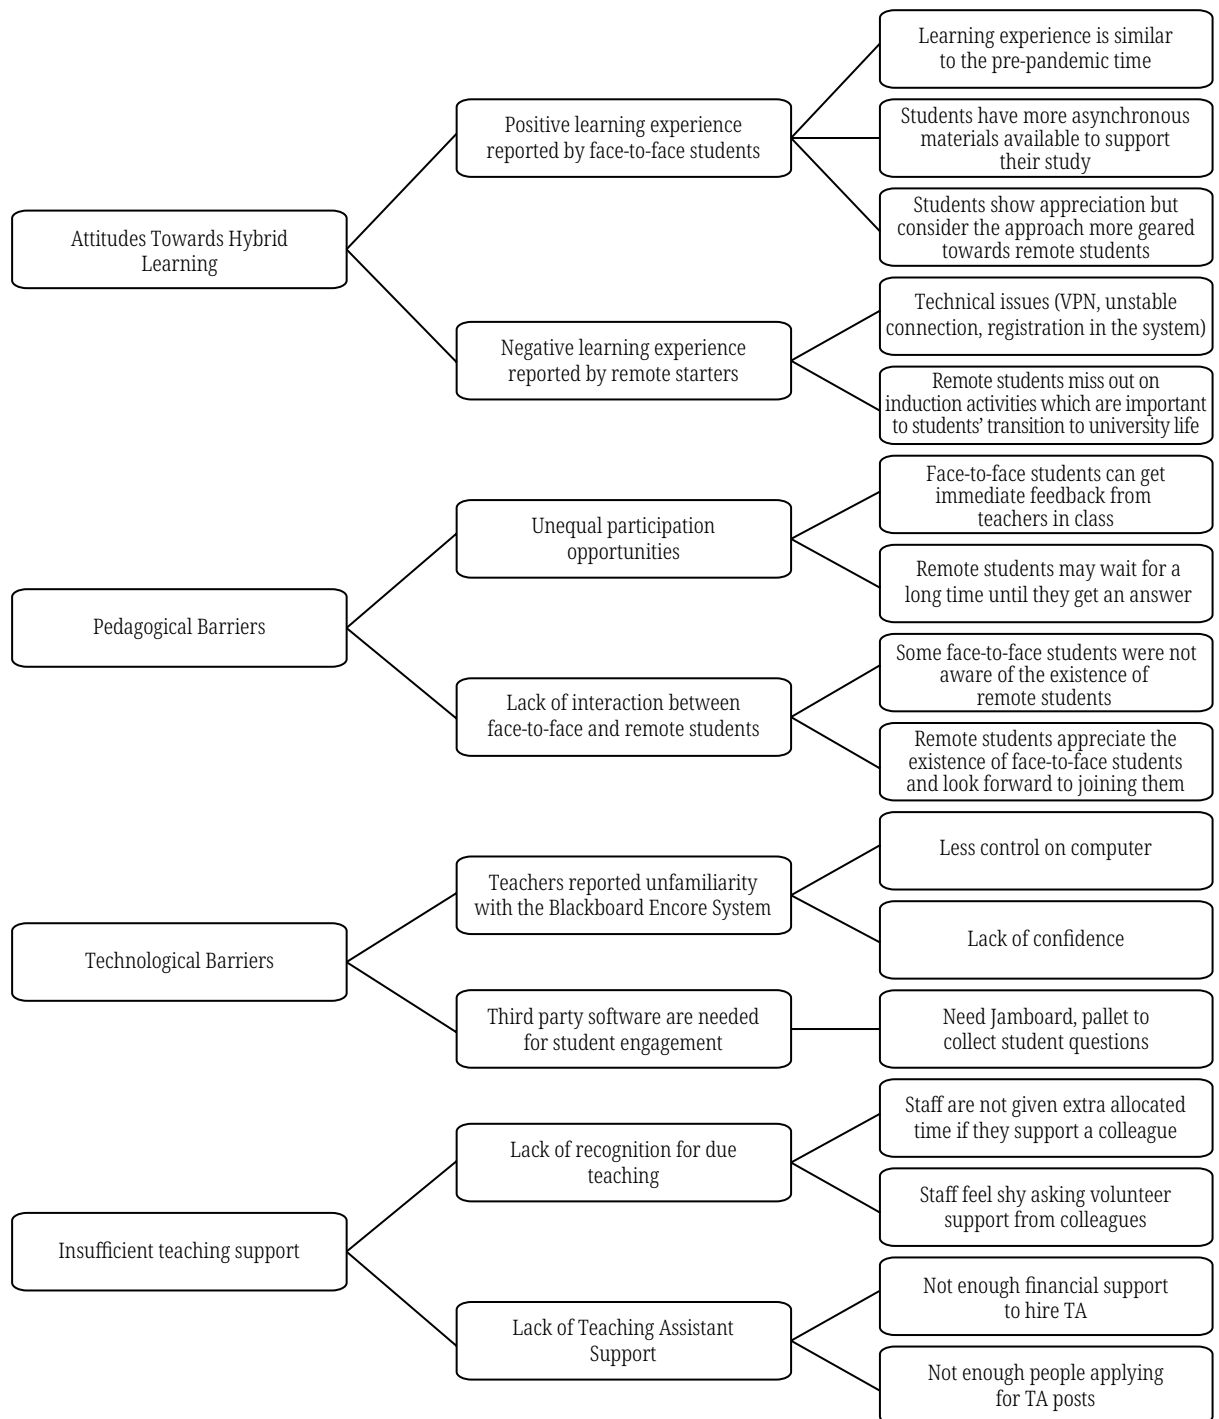 Attitudes Towards Hybrid
Learning
Positive learning experience
reported by face-to-face students
Learning experience is similar
to the pre-pandemic time
Students have more asynchronous
materials available to support
their study
Students show appreciation but
consider the approach more geared
towards remote students
Negative learning experience
reported by remote starters
Technical issues (VPN, unstable
connection, registration in the system)
Remote students miss out on
induction activities which are important
to students’ transition to university life
Pedagogical Barriers
Unequal participation
opportunities
Face-to-face students can get
immediate feedback from
teachers in class
Remote students may wait for a
long time until they get an answer
Lack of interaction between
face-to-face and remote students
Some face-to-face students were not
aware of the existence of
remote students
Remote students appreciate the
existence of face-to-face students
and look forward to joining them
Technological Barriers
Teachers reported unfamiliarity
with the Blackboard Encore System
Less control on computer
Lack of confidence
Third party software are needed
for student engagement
Need Jamboard, pallet to
collect student questions
Insufficient teaching support
Lack of recognition for due
teaching
Staff are not given extra allocated
time if they support a colleague
Staff feel shy asking volunteer
support from colleagues
Lack of Teaching Assistant
Support
Not enough financial support
to hire TA
Not enough people applying
for TA posts